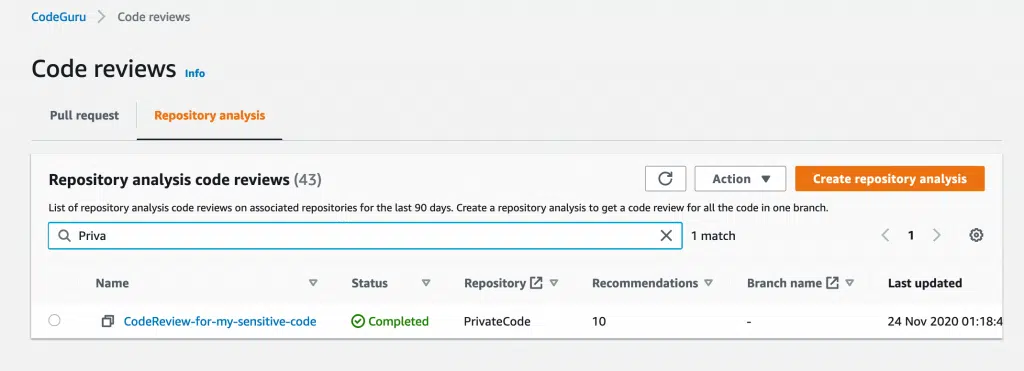 CodeGuru > Code reviews
Code reviews Info
Pull request Repository analysis
Repository analysis code reviews (43) Action Create repository analysis
List of repository analysis code reviews on associated repositories for the last 90 days. Create a repository analysis to get a code review for all the code in one branch.
Priva 1 match 1
Name Status Repository Recommendations Branch name Last updated
CodeReview-for-my-sensitive-code Completed PrivateCode 10 - 24 Nov 2020 01:18:4